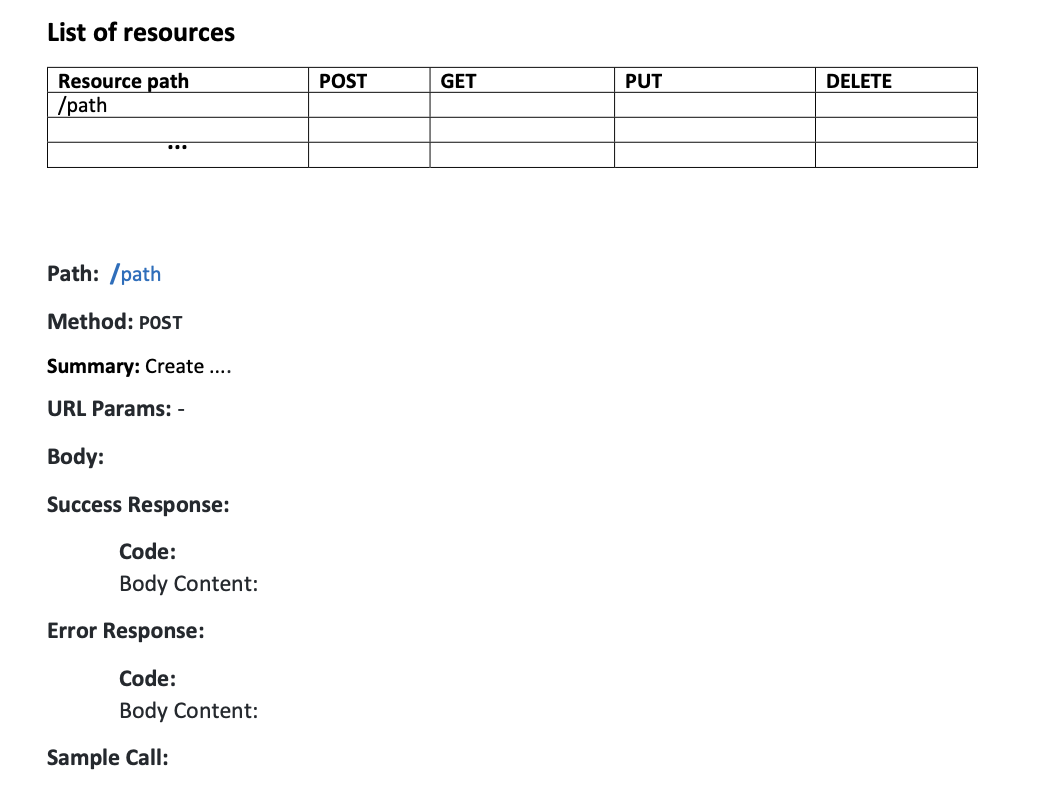 List of resources
Resource path POST GET PUT DELETE
/path
...
Path: /path
Method: POST
Summary: Create ....
URL Params: -
Body:
Success Response:
Code:
Body Content:
Error Response:
Code:
Body Content:
Sample Call: